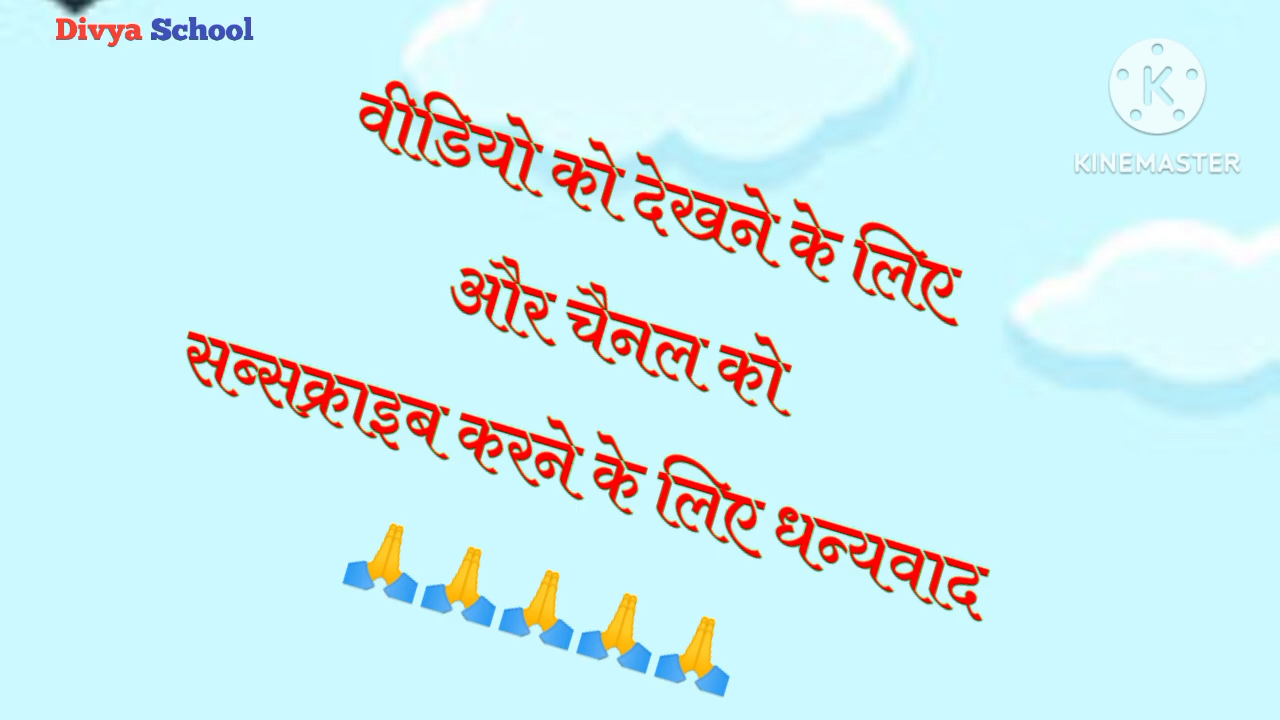 Divya School
KINEMASTER
वीडियो को देखने के लिए
और चैनल को
सब्सक्राइब करने के लिए धन्यवाद
🙏🙏🙏🙏🙏